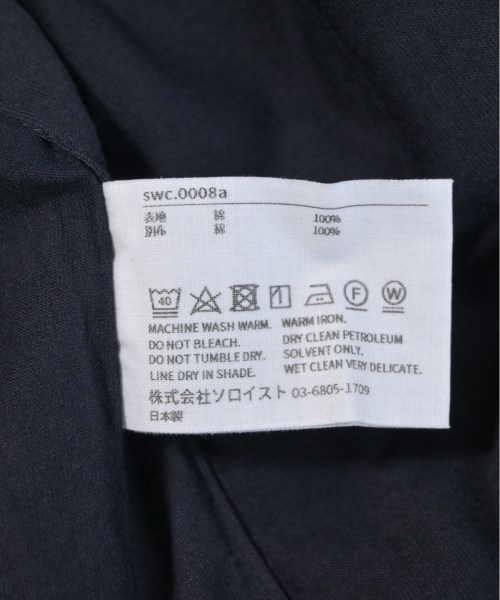 swc.0008a
表地 綿 100%
別布 綿 100%
40 F W
MACHINE WASH WARM. WARM IRON.
DO NOT BLEACH. DRY CLEAN PETROLEUM
DO NOT TUMBLE DRY. SOLVENT ONLY.
LINE DRY IN SHADE. WET CLEAN VERY DELICATE.
株式会社ソロイスト 03-6805-1709
日本製